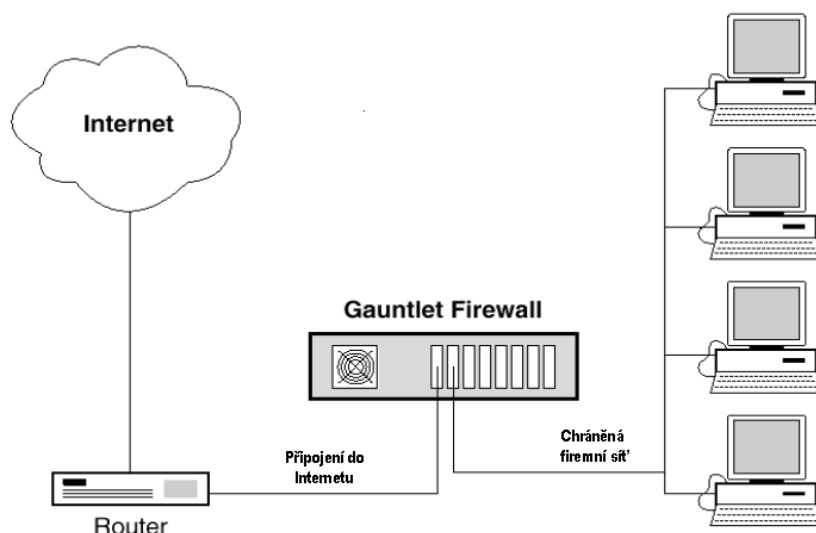 Internet
Gauntlet Firewall
Připojení do
Internetu
Chráněná
firemní síť
Router